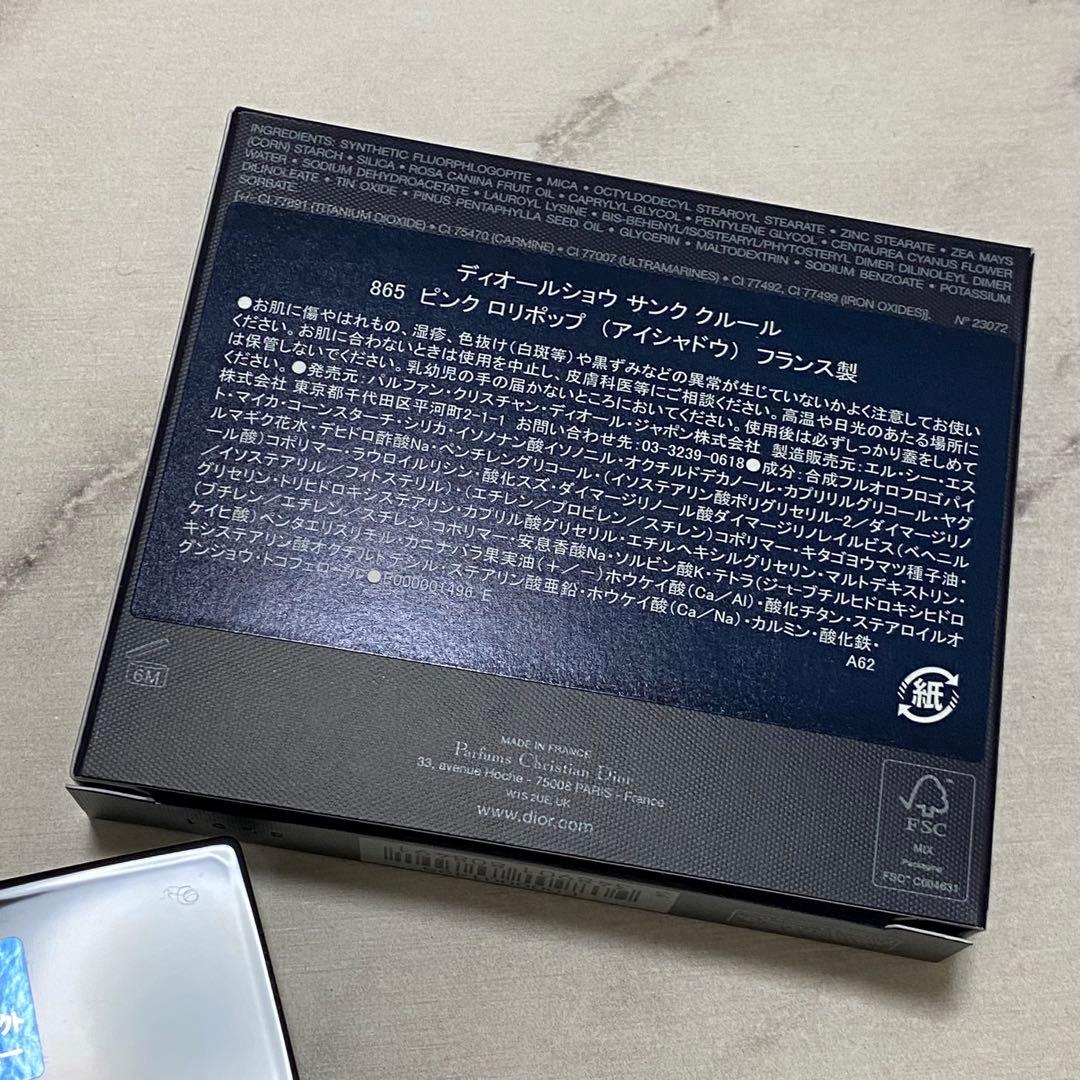 INGREDIENTS: SYNTHETIC FLUORPHLOGOPITE • MICA • OCTYLDODECYL STEAROYL STEARATE • ZINC STEARATE • ZEA MAYS
(CORN) STARCH • SILICA • ROSA CANINA FRUIT OIL • CAPRYLYL GLYCOL • PENTYLENE GLYCOL • CENTAUREA CYANUS FLOWER
WATER • SODIUM DEHYDROACETATE • LAUROYL LYSINE • BIS-BEHENYL/ISOSTEARYL/PHYTOSTERYL DIMER DILINOLEYL DIMER
DILINOLEATE • TIN OXIDE • PINUS PENTAPHYLLA SEED OIL • GLYCERIN • MALTODEXTRIN • SODIUM BENZOATE • POTASSIUM
SORBATE.
CI 77891 (TITANIUM DIOXIDE) • CI 75470 (CARMINE) • CI 77007 (ULTRAMARINES) • CI 77492, CI 77499 (IRON OXIDES)]. N° 23072
ディオールショウ サンク クルール
865 ピンク ロリポップ (アイシャドウ) フランス製
●お肌に傷やはれもの、湿疹、色抜け(白斑等)や黒ずみなどの異常が生じていないかよく注意してお使い
ください。お肌に合わないときは使用を中止し、皮膚科医等にご相談ください。高温や日光のあたる場所に
は保管しないでください。乳幼児の手の届かないところにおいてください。使用後は必ずしっかり蓋をしめて
ください。●発売元:パルファン・クリスチャン・ディオール・ジャポン株式会社 製造販売元:エル・シー・エス
株式会社 東京都千代田区平河町2-1-1 お問い合わせ先:03-3239-0618●成分:合成フルオロフロゴパイ
ト・マイカ・コーンスターチ・シリカ・イソノナン酸イソノニル・オクチルドデカノール・カプリリルグリコール・ヤグ
ルマギク花水・デヒドロ酢酸Na・ペンチレングリコール・(イソステアリン酸ポリグリセリル-2/ダイマージリノ
ール酸)コポリマー・ラウロイルリシン・酸化スズ・ダイマージリノール酸ダイマージリノレイルビス(ベヘニル
/イソステアリル/フィトステリル)・(エチレン/プロピレン/スチレン)コポリマー・キタゴヨウマツ種子油・
グリセリン・トリヒドロキシステアリン・カプリル酸グリセリル・エチルヘキシルグリセリン・マルトデキストリン・
(ブチレン/エチレン/スチレン)コポリマー・安息香酸Na・ソルビン酸K・テトラ(ジ-t-ブチルヒドロキシヒドロ
ケイヒ酸)ペンタエリスリチル・カニナバラ果実油(+/-)ホウケイ酸(Ca/Al)・酸化チタン・ステアロイルオ
キシステアリン酸オクチルドデシル・ステアリン酸亜鉛・ホウケイ酸(Ca/Na)・カルミン・酸化鉄・
グンジョウ・トコフェロール●F000001496 E
A62
紙
6M
MADE IN FRANCE
Parfums Christian Dior
33, avenue Hoche - 75008 PARIS - France
W1S 2UE, UK
www.dior.com
FSC
MIX
Packaging
FSC™ C004631